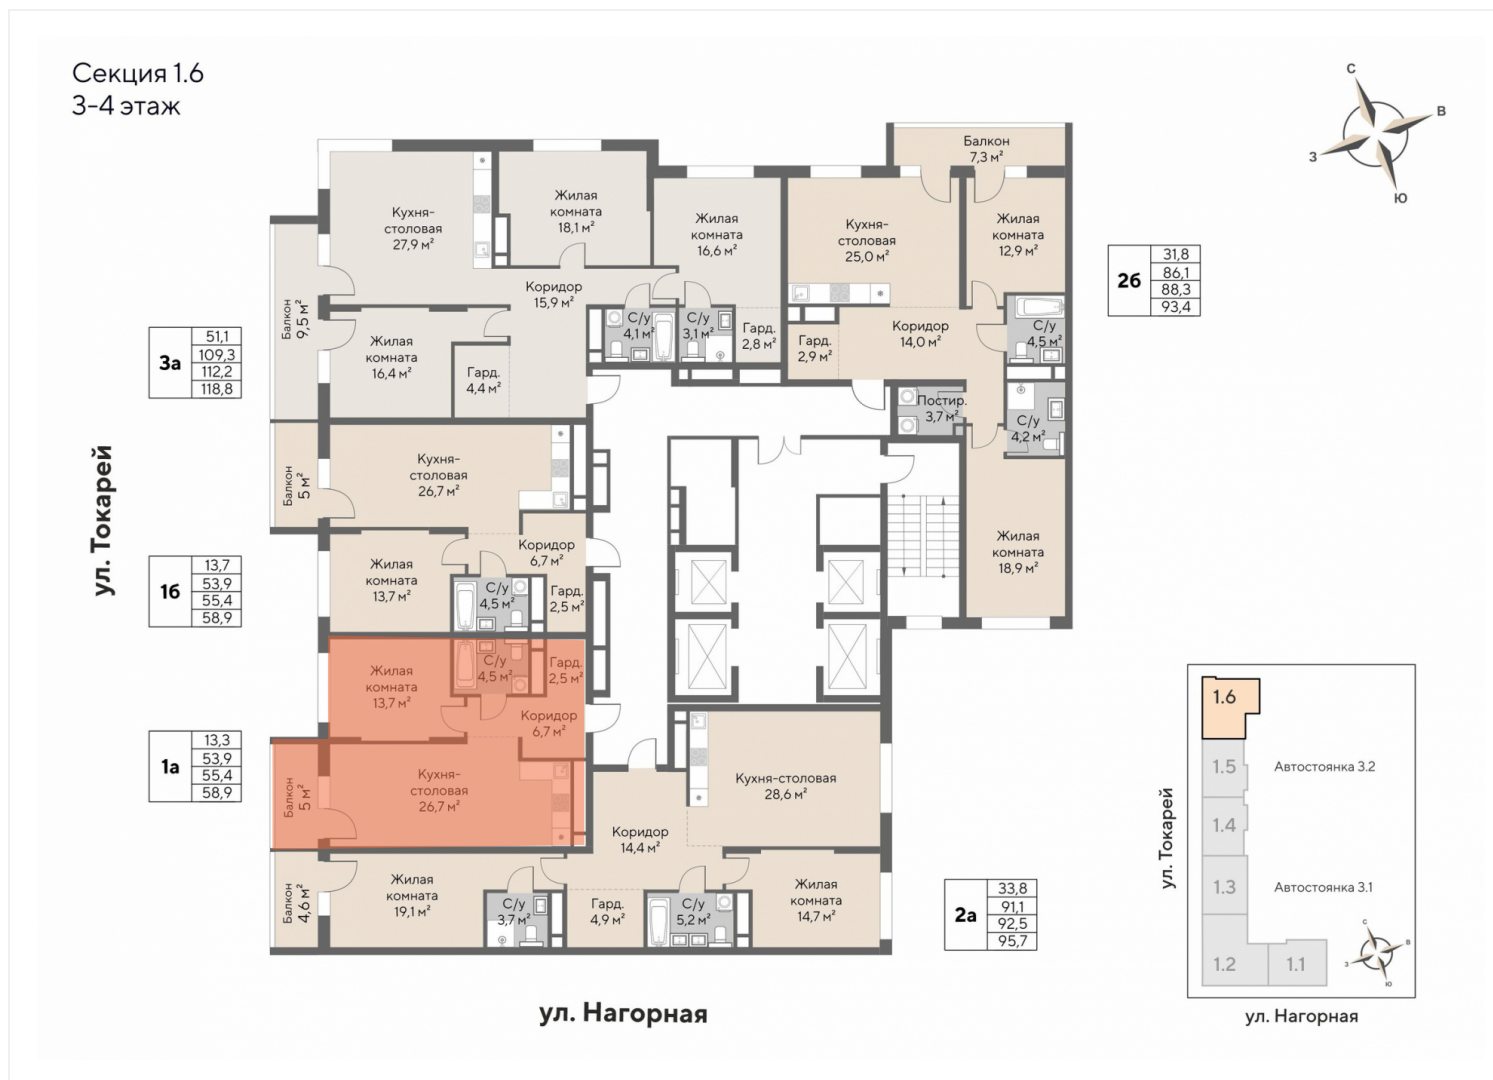 Секция 1.6
3-4 этаж
С
В
З
Ю
Балкон
7,3 м²
Кухня-
столовая
27,9 м²
Жилая
комната
18,1 м²
Жилая
комната
16,6 м²
Кухня-
столовая
25,0 м²
Жилая
комната
12,9 м²
2б
31,8
86,1
88,3
93,4
Балкон
9,5 м²
Коридор
15,9 м²
С/у
4,1 м²
С/у
3,1 м²
Гард.
2,8 м²
Гард.
2,9 м²
Коридор
14,0 м²
С/у
4,5 м²
3а
51,1
109,3
112,2
118,8
Жилая
комната
16,4 м²
Гард.
4,4 м²
Постир.
3,7 м²
С/у
4,2 м²
ул. Токарей
Балкон
5 м²
Кухня-
столовая
26,7 м²
Коридор
6,7 м²
Жилая
комната
18,9 м²
1б
13,7
53,9
55,4
58,9
Жилая
комната
13,7 м²
С/у
4,5 м²
Гард.
2,5 м²
Жилая
комната
13,7 м²
С/у
4,5 м²
Гард.
2,5 м²
Коридор
6,7 м²
1а
13,3
53,9
55,4
58,9
Балкон
5 м²
Кухня-
столовая
26,7 м²
Кухня-столовая
28,6 м²
Коридор
14,4 м²
Балкон
4,6 м²
Жилая
комната
19,1 м²
С/у
3,7 м²
Гард.
4,9 м²
С/у
5,2 м²
Жилая
комната
14,7 м²
2а
33,8
91,1
92,5
95,7
ул. Нагорная
1.6
1.5
Автостоянка 3.2
1.4
ул. Токарей
1.3
Автостоянка 3.1
1.2
1.1
С
В
З
Ю
ул. Нагорная